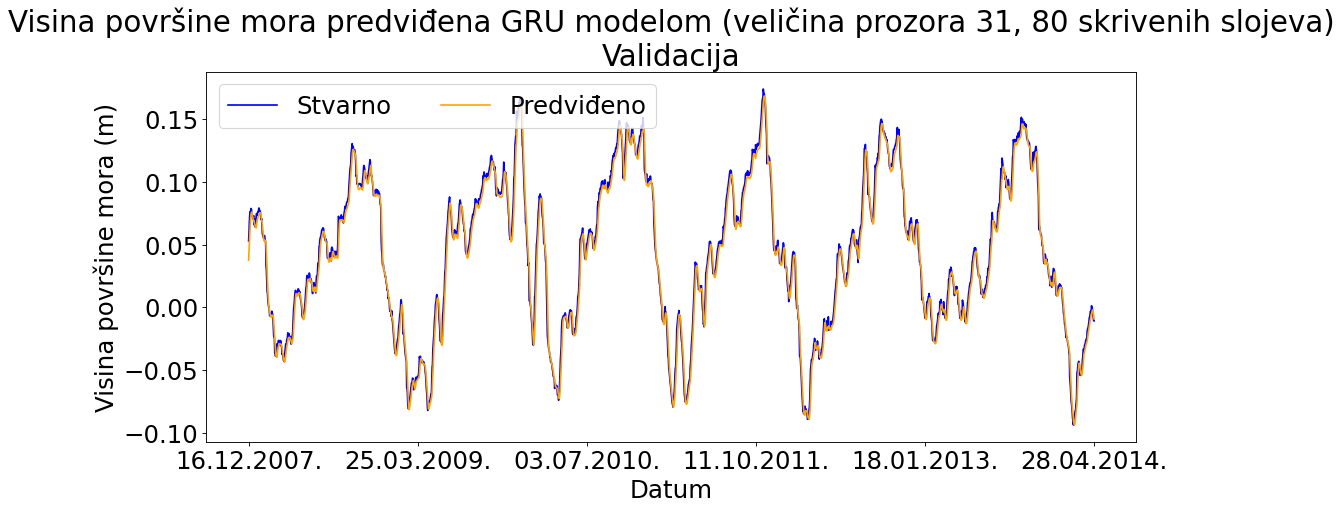 Visina površine mora predviđena GRU modelom (veličina prozora 31, 80 skrivenih slojeva)
Validacija
Stvarno Predviđeno
Visina površine mora (m)
0.15
0.10
0.05
0.00
−0.05
−0.10
16.12.2007. 25.03.2009. 03.07.2010. 11.10.2011. 18.01.2013. 28.04.2014.
Datum